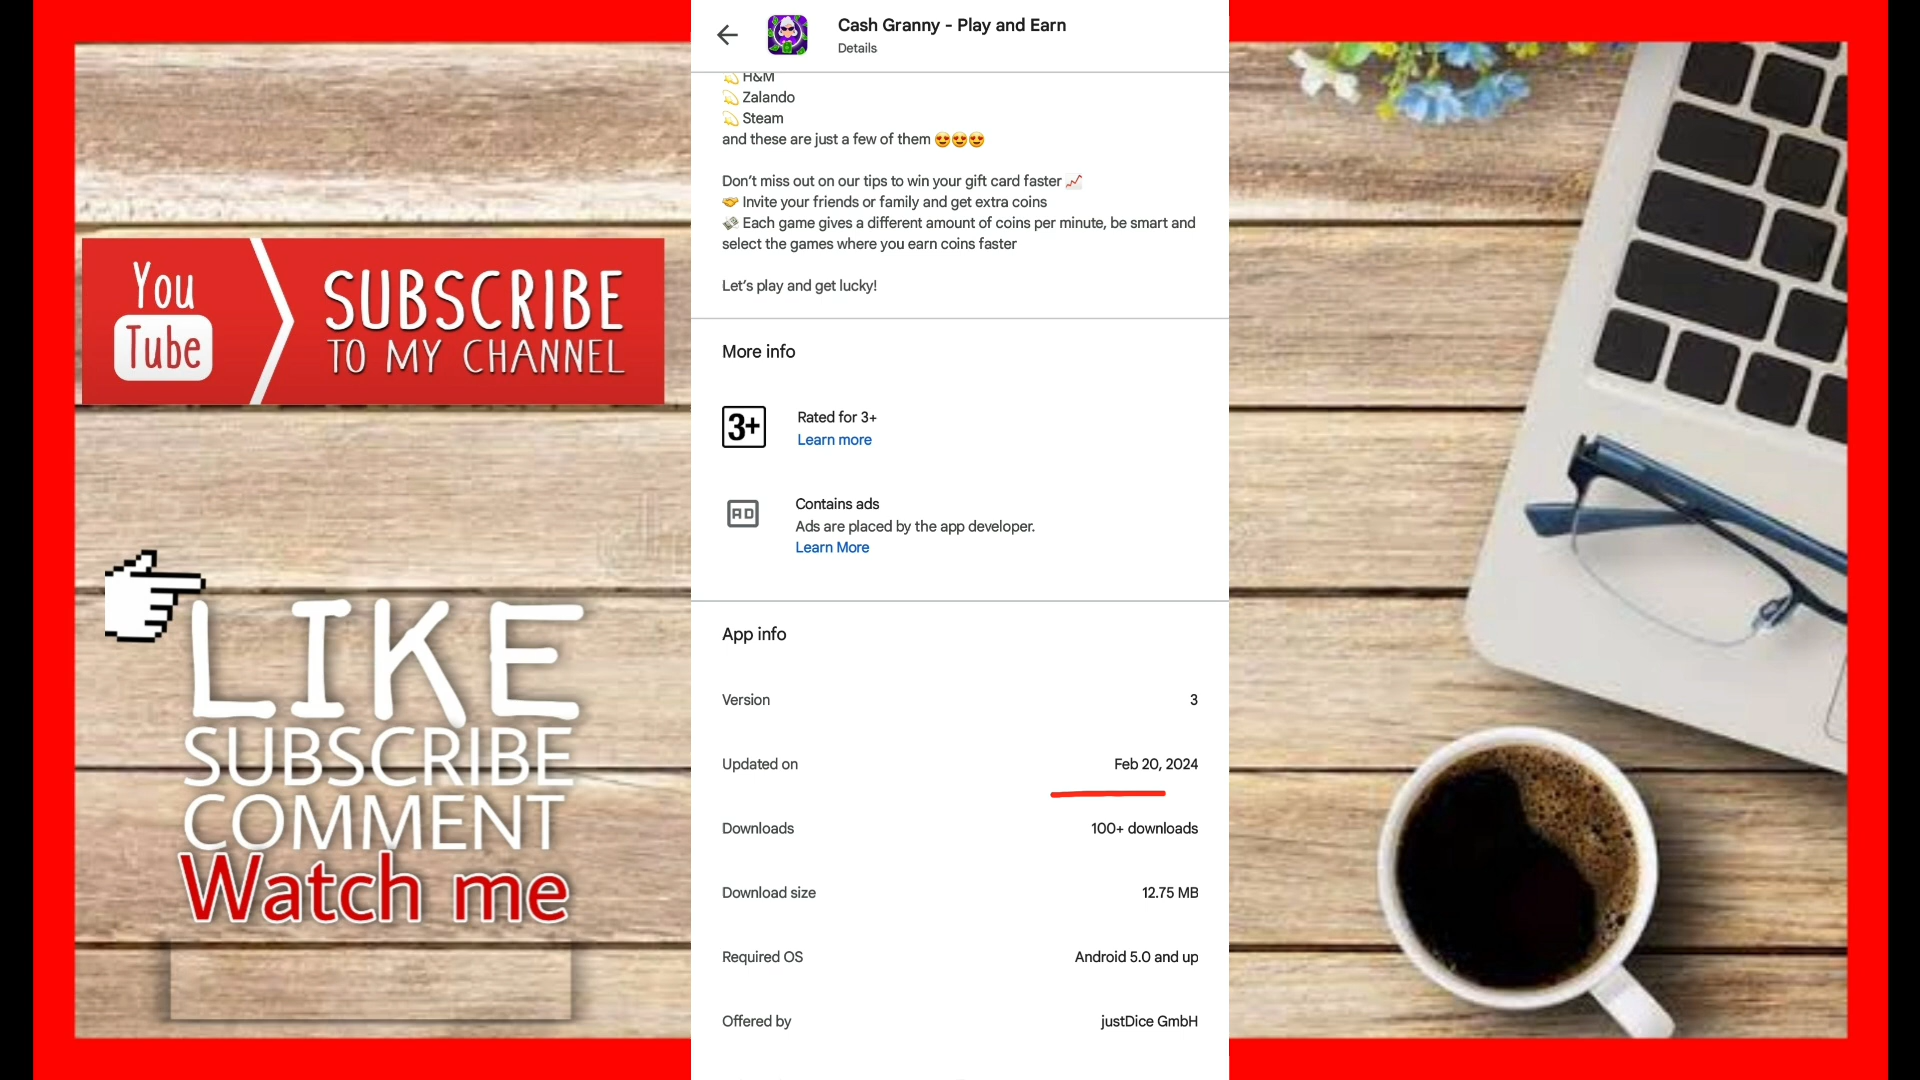 Cash Granny - Play and Earn
Details
H&M
Zalando
Steam
and these are just a few of them 😍😍😍
Don't miss out on our tips to win your gift card faster 📈
🤝 Invite your friends or family and get extra coins
💸 Each game gives a different amount of coins per minute, be smart and
select the games where you earn coins faster
Let's play and get lucky!
More info
3+
Rated for 3+
Learn more
AD
Contains ads
Ads are placed by the app developer.
Learn More
App info
Version 3
Updated on Feb 20, 2024
Downloads 100+ downloads
Download size 12.75 MB
Required OS Android 5.0 and up
Offered by justDice GmbH
You
Tube
SUBSCRIBE
TO MY CHANNEL
LIKE
SUBSCRIBE
COMMENT
Watch me